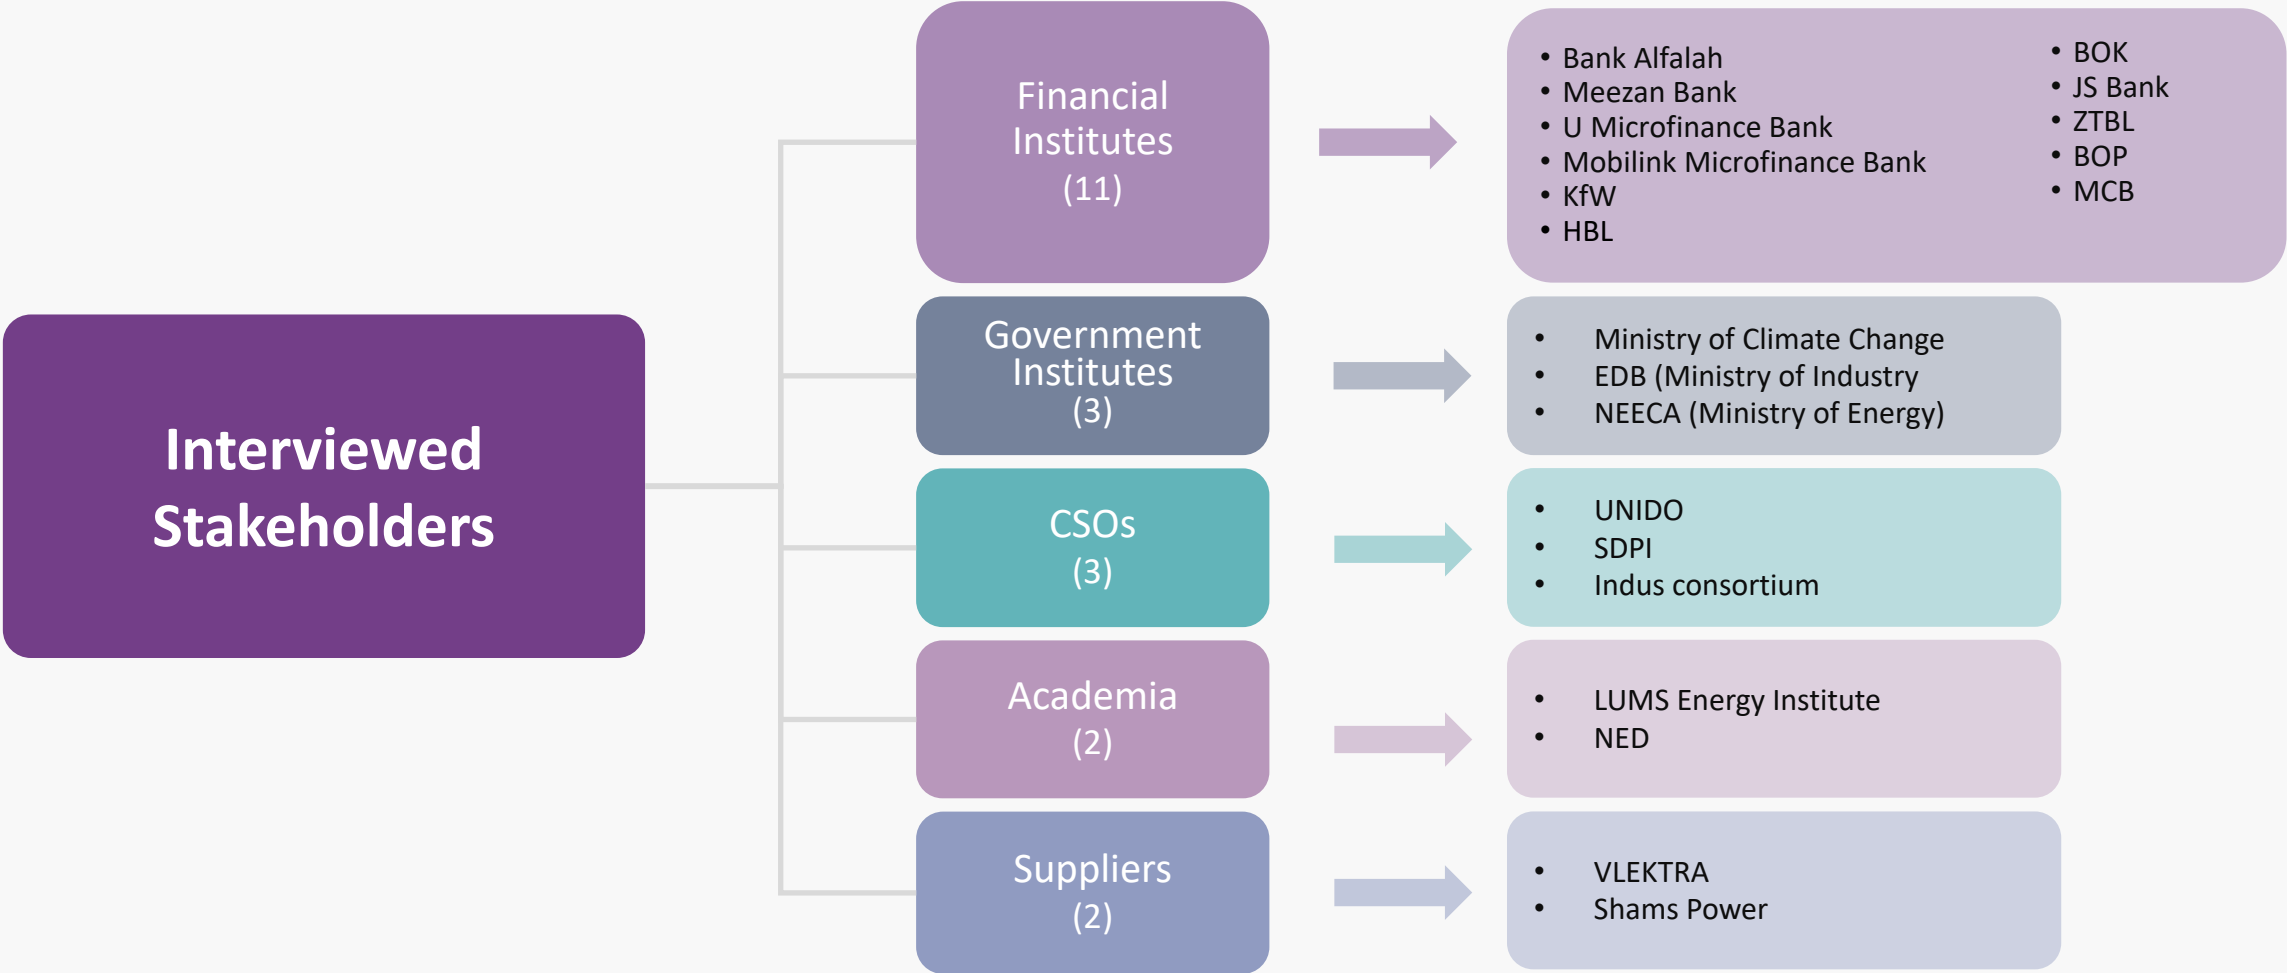 Interviewed
Stakeholders
Financial
Institutes
(11)
• Bank Alfalah
• Meezan Bank
• U Microfinance Bank
• Mobilink Microfinance Bank
• KfW
• HBL
• BOK
• JS Bank
• ZTBL
• BOP
• MCB
Government
Institutes
(3)
• Ministry of Climate Change
• EDB (Ministry of Industry
• NEECA (Ministry of Energy)
CSOs
(3)
• UNIDO
• SDPI
• Indus consortium
Academia
(2)
• LUMS Energy Institute
• NED
Suppliers
(2)
• VLEKTRA
• Shams Power